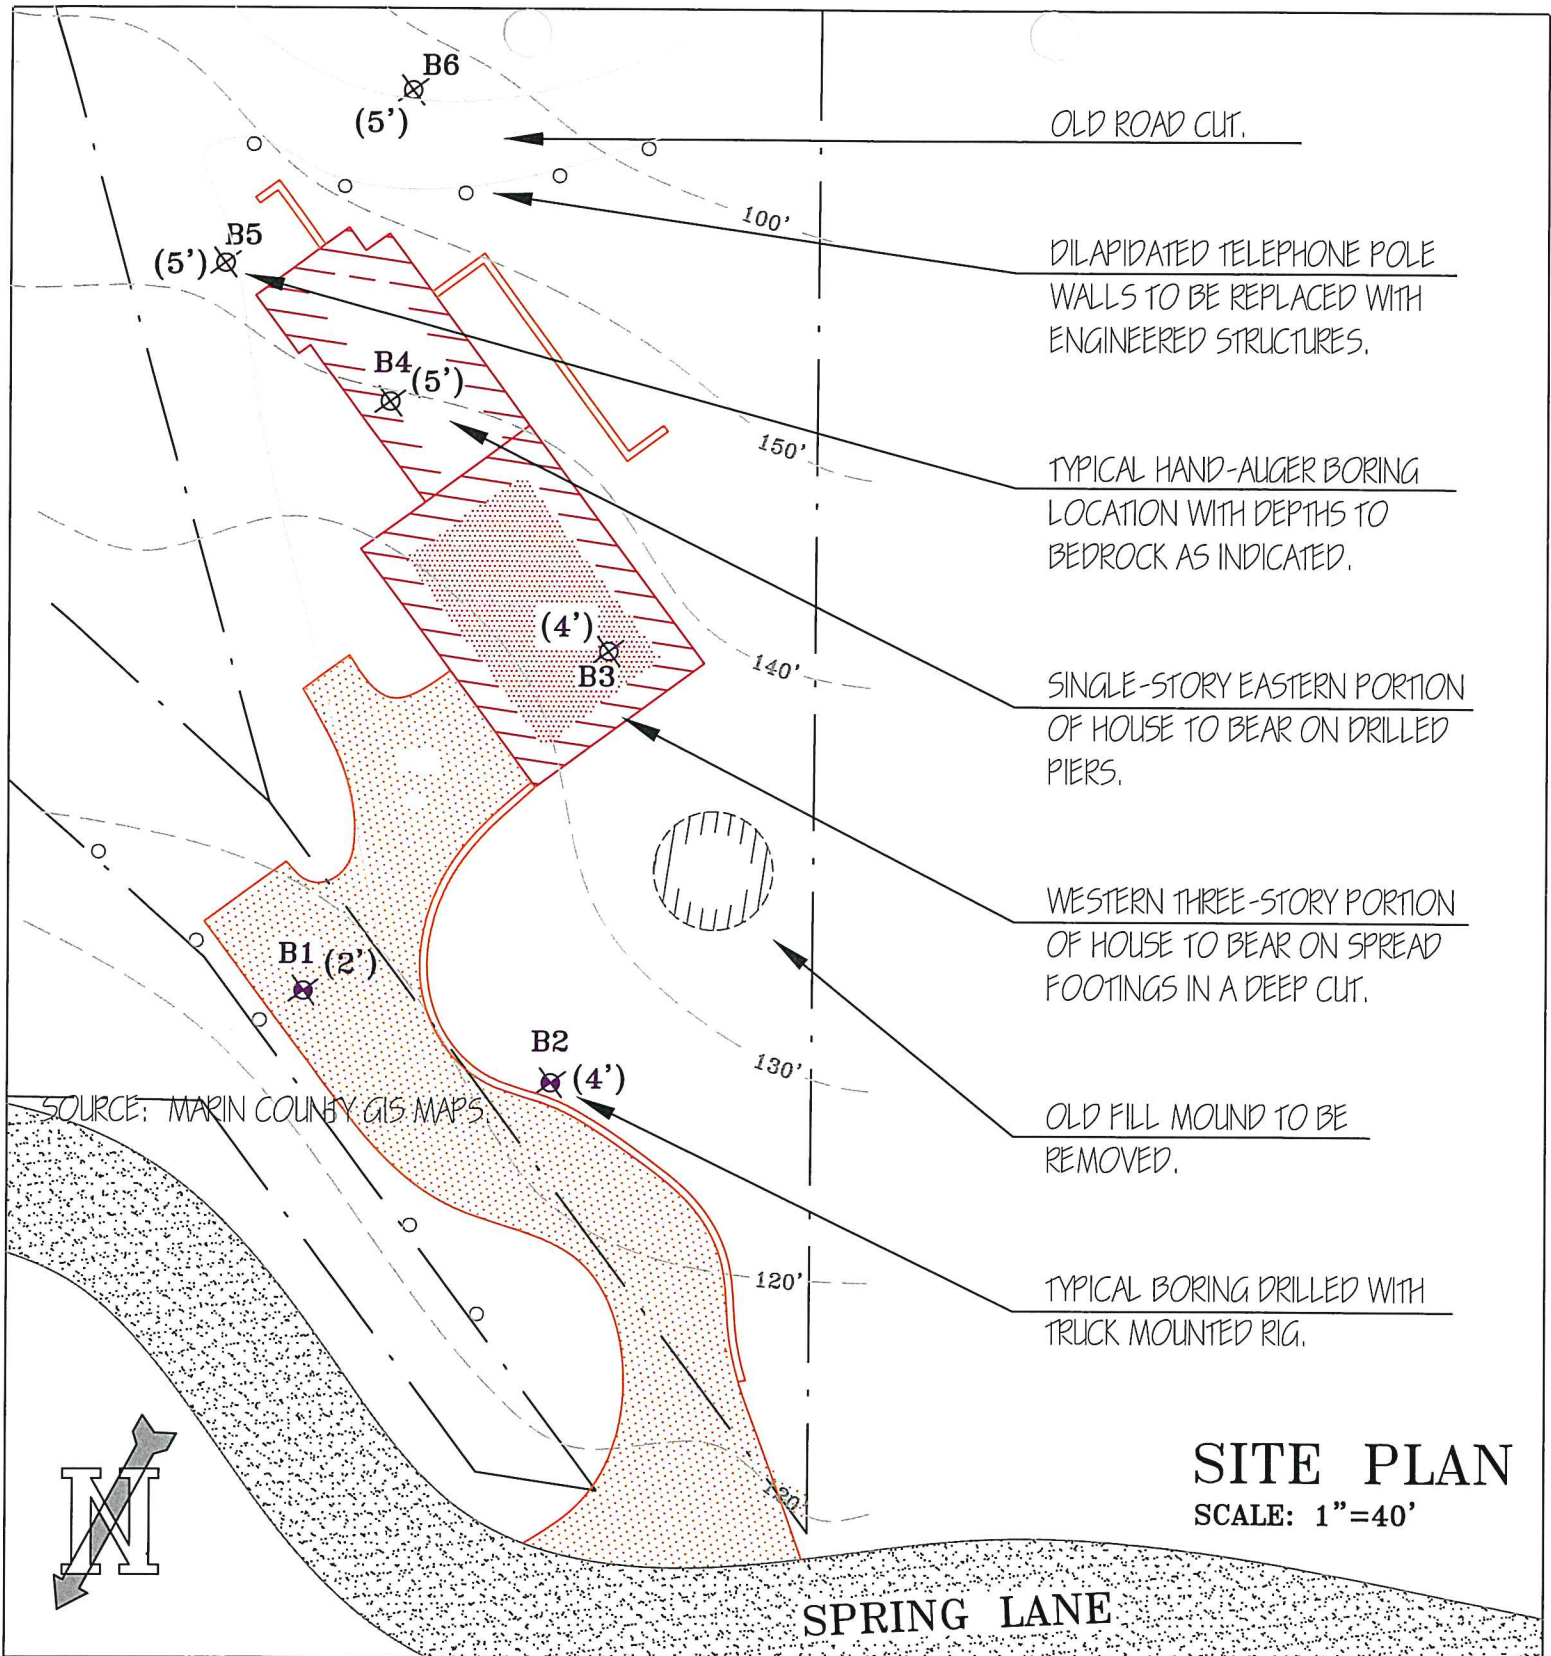 B6
(5')
OLD ROAD CUT.
100'
B5
(5')
DILAPIDATED TELEPHONE POLE
WALLS TO BE REPLACED WITH
ENGINEERED STRUCTURES.
B4
(5')
150'
TYPICAL HAND-AUGER BORING
LOCATION WITH DEPTHS TO
BEDROCK AS INDICATED.
(4')
B3
140'
SINGLE-STORY EASTERN PORTION
OF HOUSE TO BEAR ON DRILLED
PIERS.
WESTERN THREE-STORY PORTION
OF HOUSE TO BEAR ON SPREAD
FOOTINGS IN A DEEP CUT.
B1 (2')
B2
(4')
130'
SOURCE: MARIN COUNTY GIS MAPS.
OLD FILL MOUND TO BE
REMOVED.
120'
TYPICAL BORING DRILLED WITH
TRUCK MOUNTED RIG.
120'
N
SITE PLAN
SCALE: 1"=40'
SPRING LANE